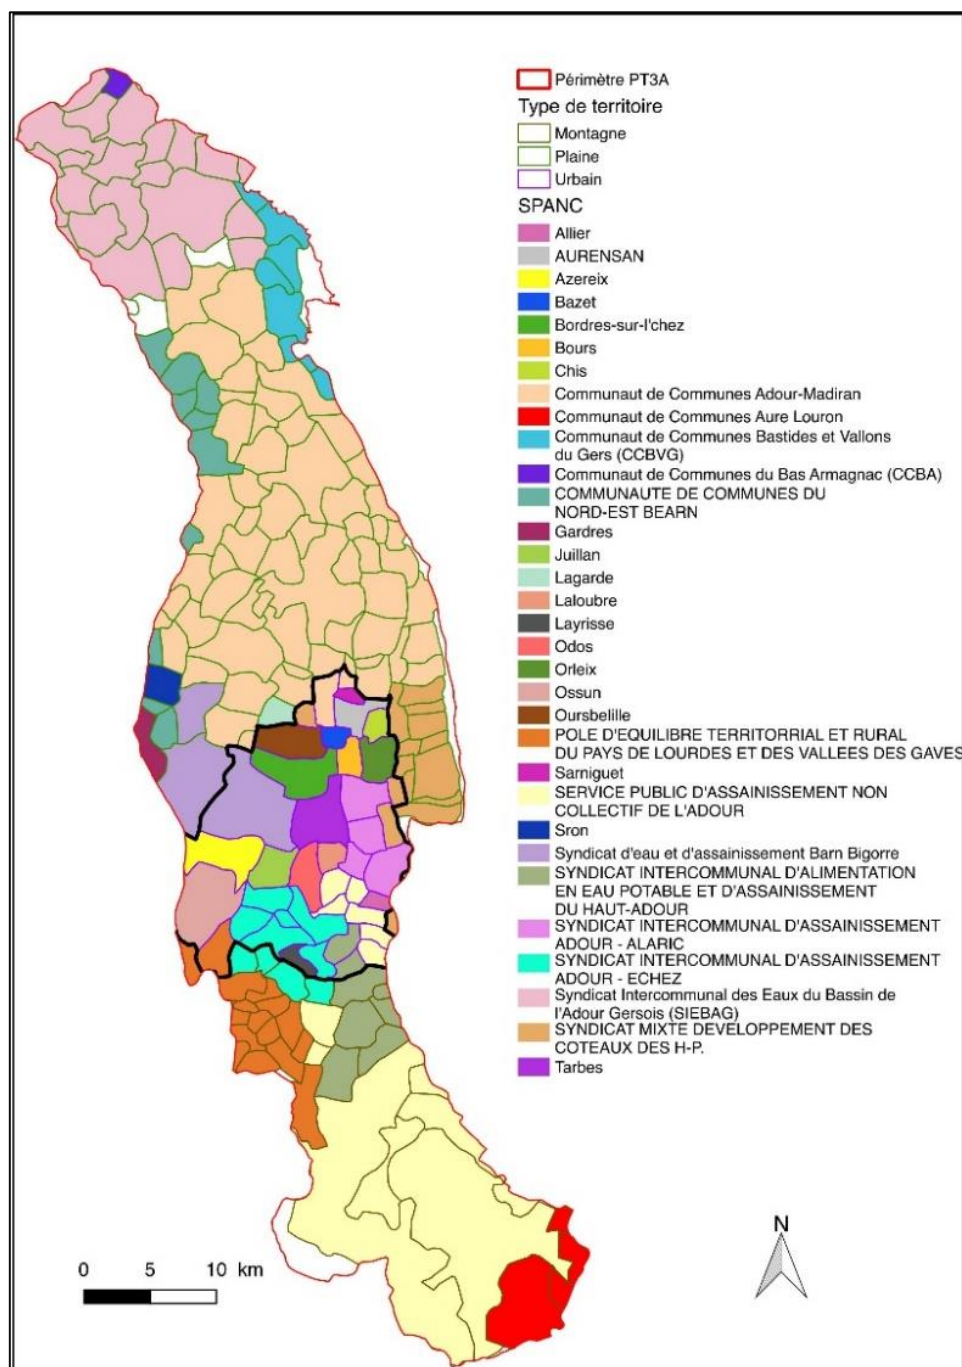 Périmètre PT3A
Type de territoire
Montagne
Plaine
Urbain
SPANC
Allier
AURENSAN
Azereix
Bazet
Bordres-sur-l'chez
Bours
Chis
Communaut de Communes Adour-Madiran
Communaut de Communes Aure Louron
Communaut de Communes Bastides et Vallons
du Gers (CCBVG)
Communaut de Communes du Bas Armagnac (CCBA)
COMMUNAUTE DE COMMUNES DU
NORD-EST BEARN
Gardres
Juillan
Lagarde
Laloubre
Layrisse
Odos
Orleix
Ossun
Oursbelille
POLE D'EQUILIBRE TERRITORRIAL ET RURAL
DU PAYS DE LOURDES ET DES VALLEES DES GAVES
Sarniguet
SERVICE PUBLIC D'ASSAINISSEMENT NON
COLLECTIF DE L'ADOUR
Sron
Syndicat d'eau et d'assainissement Barn Bigorre
SYNDICAT INTERCOMMUNAL D'ALIMENTATION
EN EAU POTABLE ET D'ASSAINISSEMENT
DU HAUT-ADOUR
SYNDICAT INTERCOMMUNAL D'ASSAINISSEMENT
ADOUR - ALARIC
SYNDICAT INTERCOMMUNAL D'ASSAINISSEMENT
ADOUR - ECHEZ
Syndicat Intercommunal des Eaux du Bassin de
l'Adour Gersois (SIEBAG)
SYNDICAT MIXTE DEVELOPPEMENT DES
COTEAUX DES H-P.
Tarbes
N
0 5 10 km